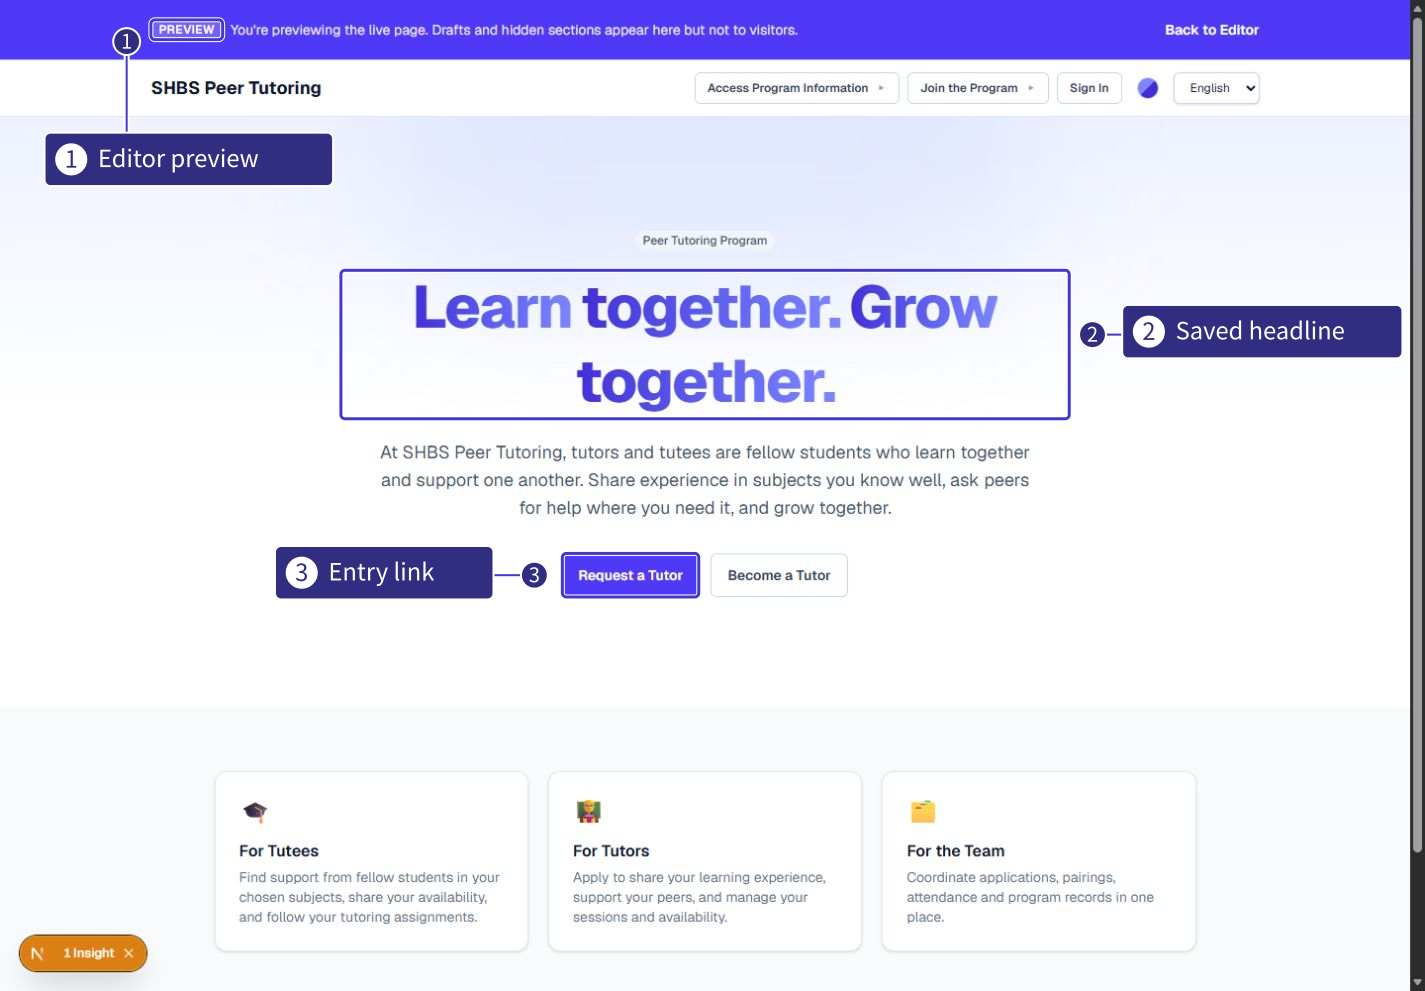 PREVIEW You're previewing the live page. Drafts and hidden sections appear here but not to visitors. Back to Editor
1
SHBS Peer Tutoring Access Program Information Join the Program Sign In English
1 Editor preview
Peer Tutoring Program
Learn together. Grow
together.
2 2 Saved headline
At SHBS Peer Tutoring, tutors and tutees are fellow students who learn together
and support one another. Share experience in subjects you know well, ask peers
for help where you need it, and grow together.
3 Entry link 3 Request a Tutor Become a Tutor
For Tutees
Find support from fellow students in your
chosen subjects, share your availability,
and follow your tutoring assignments.
For Tutors
Apply to share your learning experience,
support your peers, and manage your
sessions and availability.
For the Team
Coordinate applications, pairings,
attendance and program records in one
place.
N 1 Insight ×